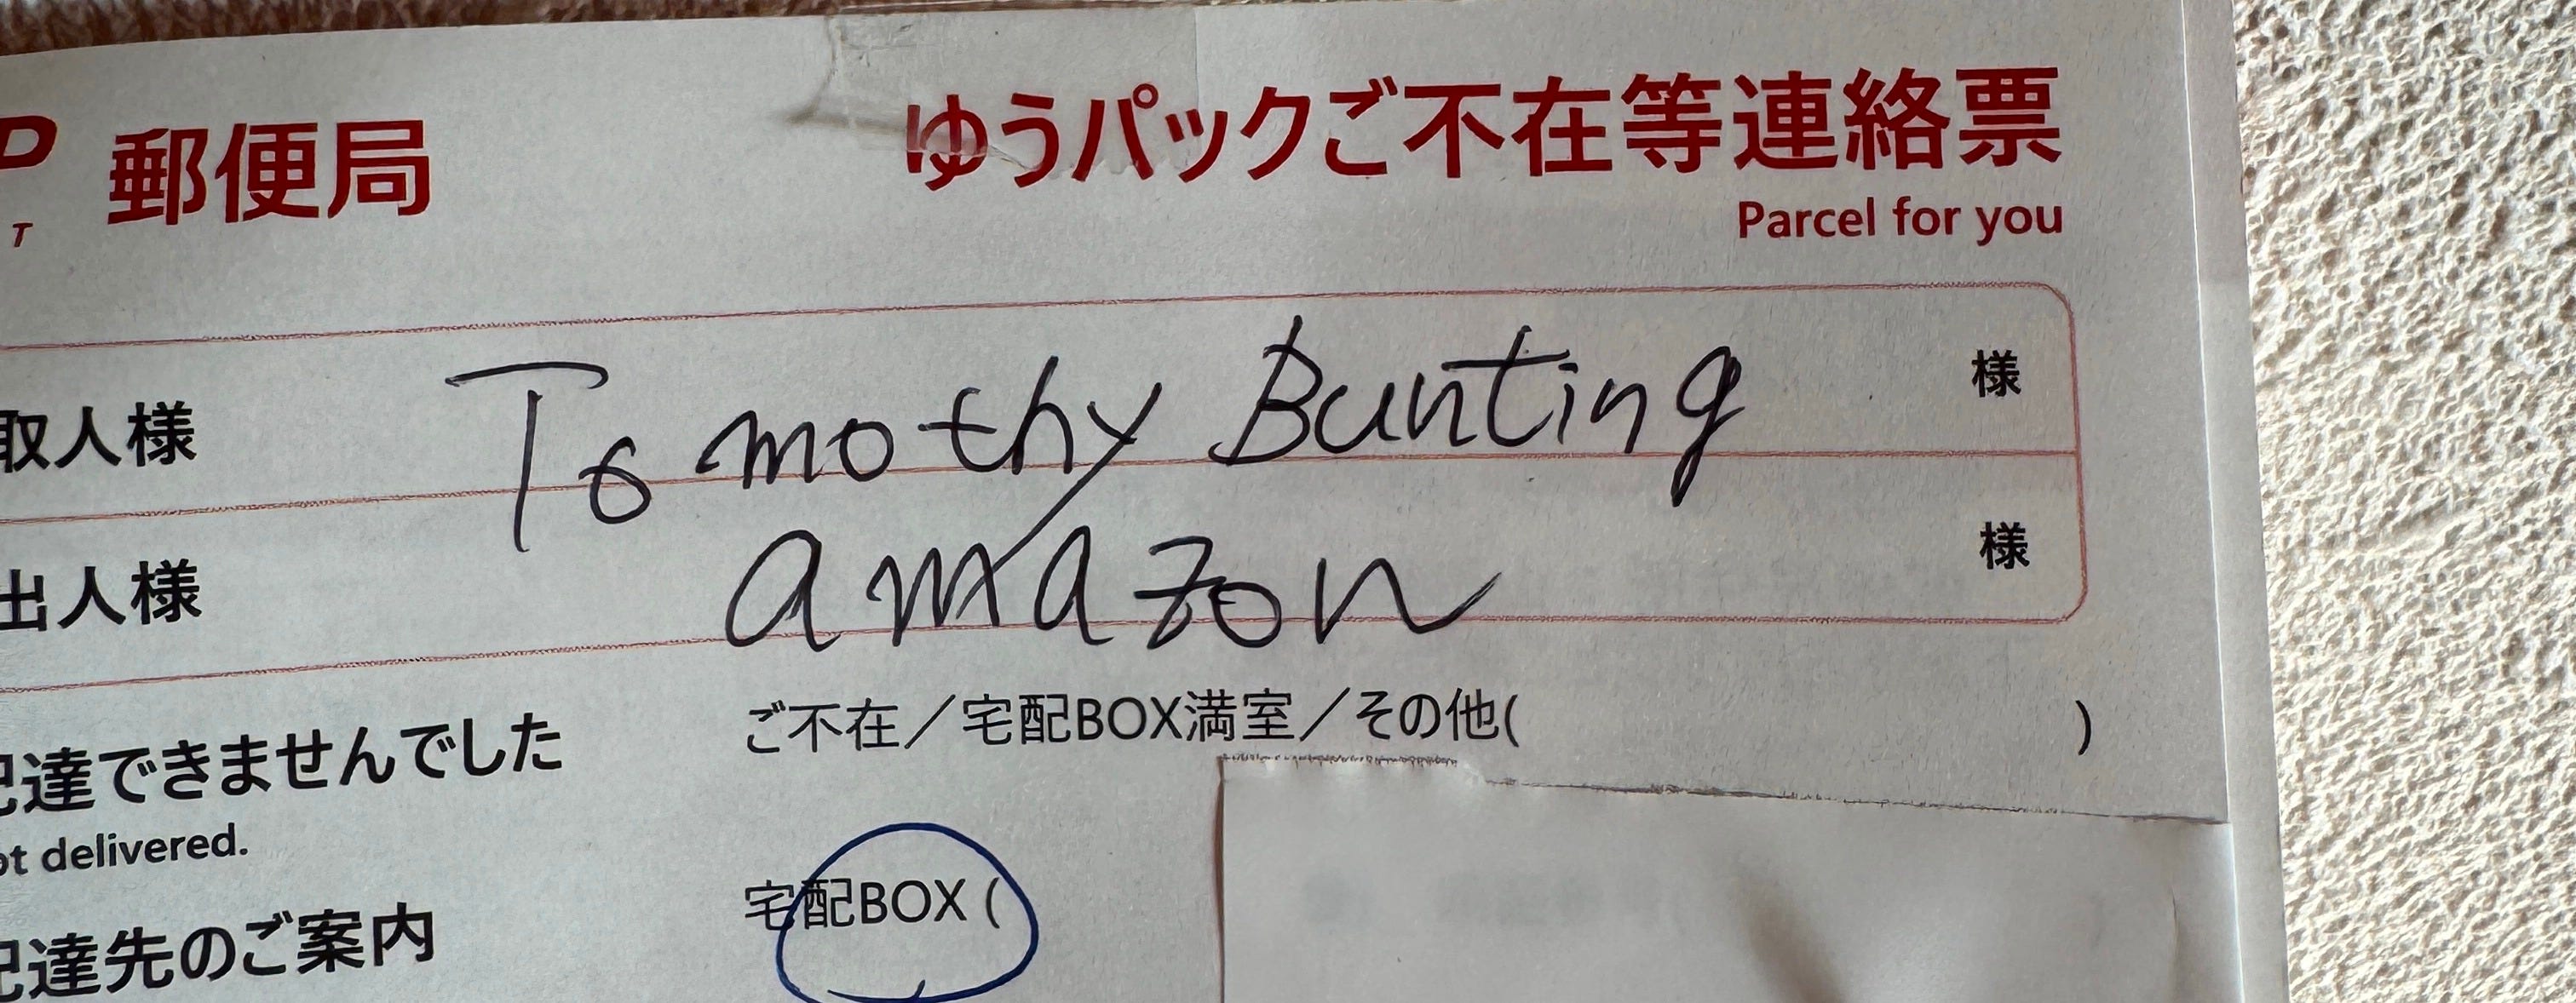 P 郵便局
T
ゆうパックご不在等連絡票
Parcel for you
取人様 Tomothy Bunting 様
出人様 amazon 様
配達できませんでした ご不在／宅配BOX満室／その他( )
ot delivered.
宅配BOX (
配達先のご案内